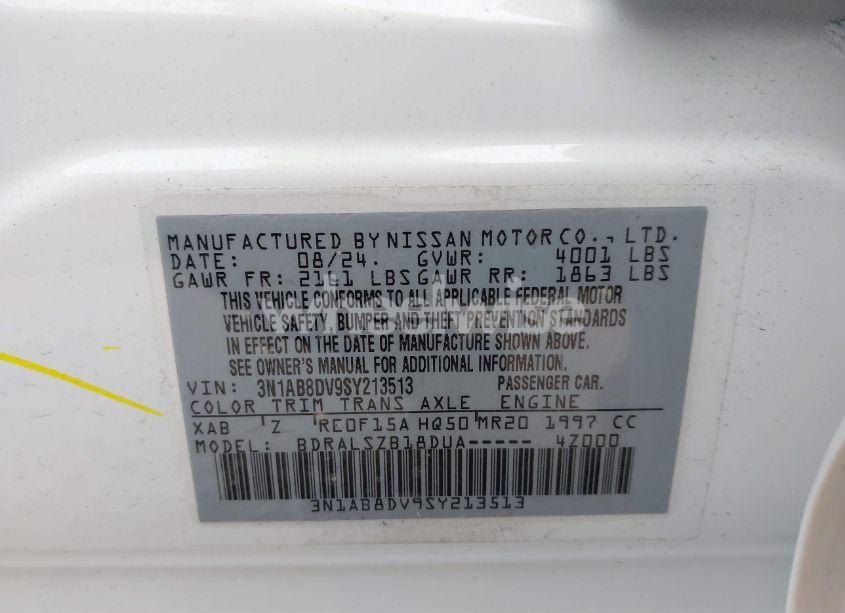 MANUFACTURED BY NISSAN MOTOR CO., LTD.
DATE: 08/24. GVWR: 4001 LBS
GAWR FR: 2161 LBS GAWR RR: 1863 LBS
THIS VEHICLE CONFORMS TO ALL APPLICABLE FEDERAL MOTOR
VEHICLE SAFETY, BUMPER AND THEFT PREVENTION STANDARDS
IN EFFECT ON THE DATE OF MANUFACTURE SHOWN ABOVE.
SEE OWNER'S MANUAL FOR ADDITIONAL INFORMATION.
VIN: 3N1AB8DV9SY213513 PASSENGER CAR.
COLOR TRIM TRANS AXLE ENGINE
XAB Z RE0F15A HQ50 MR20 1997 CC
MODEL: BDRALSZB18DUA----- 4Z000
3N1AB8DV9SY213513